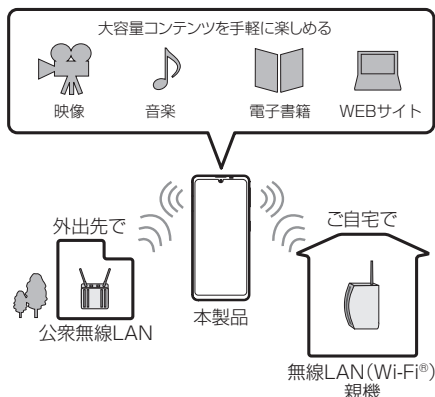 大容量コンテンツを手軽に楽しめる
映像
音楽
電子書籍
WEBサイト
外出先で
ご自宅で
公衆無線LAN
本製品
無線LAN(Wi-Fi®)
親機